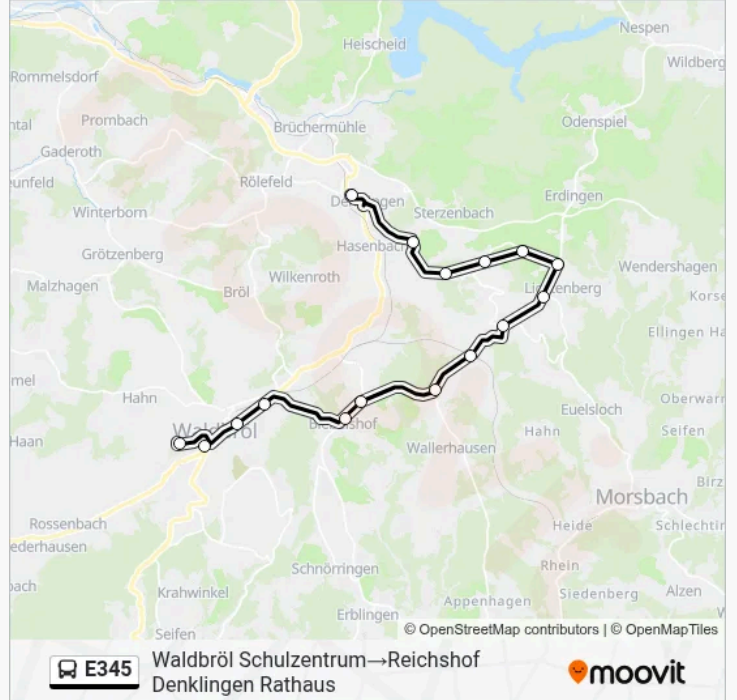 Nespen
Heischeid
Wildberg
Rommelsdorf
Prombach
Brüchermühle
Odenspiel
ntal
Gaderoth
eunfeld
Rölefeld
Erdingen
Winterborn
Sterzenbach
Hasenbach
Grötzenberg
Wendershagen
Wilkenroth
Malzhagen
Bröl
Korse
Ellingen Ha
mel
Hahn
Oberwarn
Euelsloch
Waldbröl
Seifen
Haan
Hahn
Wallerhausen
Birz
Morsbach
Rossenbach
Heide
Schlechtin
ederhausen
Rhein
Schnörringen
bach
Krahwinkel
Siedenberg
Alzen
Appenhagen
Erblingen
Seifen
© OpenStreetMap contributors | © OpenMapTiles
E345
Waldbröl Schulzentrum→Reichshof
Denklingen Rathaus
moovit